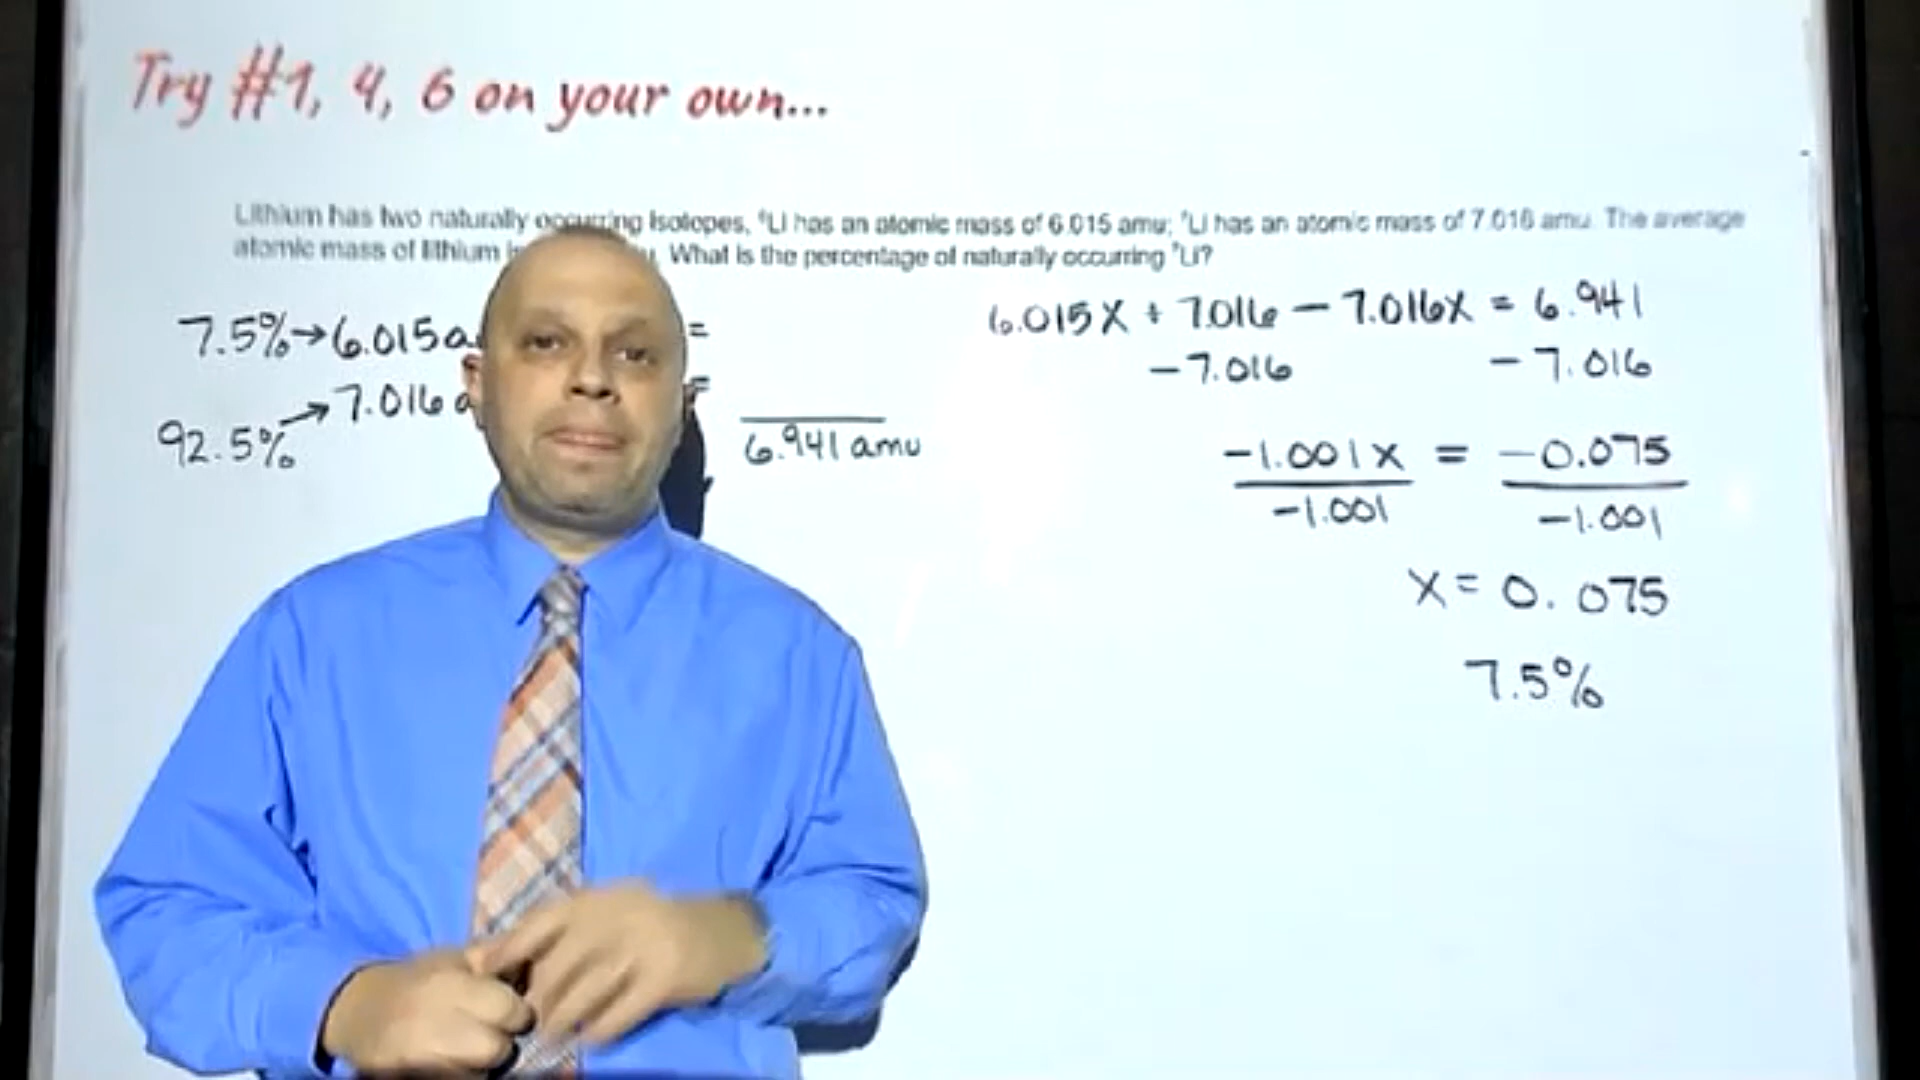 Try #1, 4, 6 on your own...
Lithium has two naturally occurring isotopes, ⁶Li has an atomic mass of 6.015 amu; ⁷Li has an atomic mass of 7.016 amu. The average
atomic mass of lithium What is the percentage of naturally occurring ⁷Li?
7.5% → 6.015 =
92.5% → 7.016 =
6.941 amu
6.015X + 7.016 - 7.016X = 6.941
-7.016 -7.016
-1.001X = -0.075
-1.001 -1.001
X = 0.075
7.5%